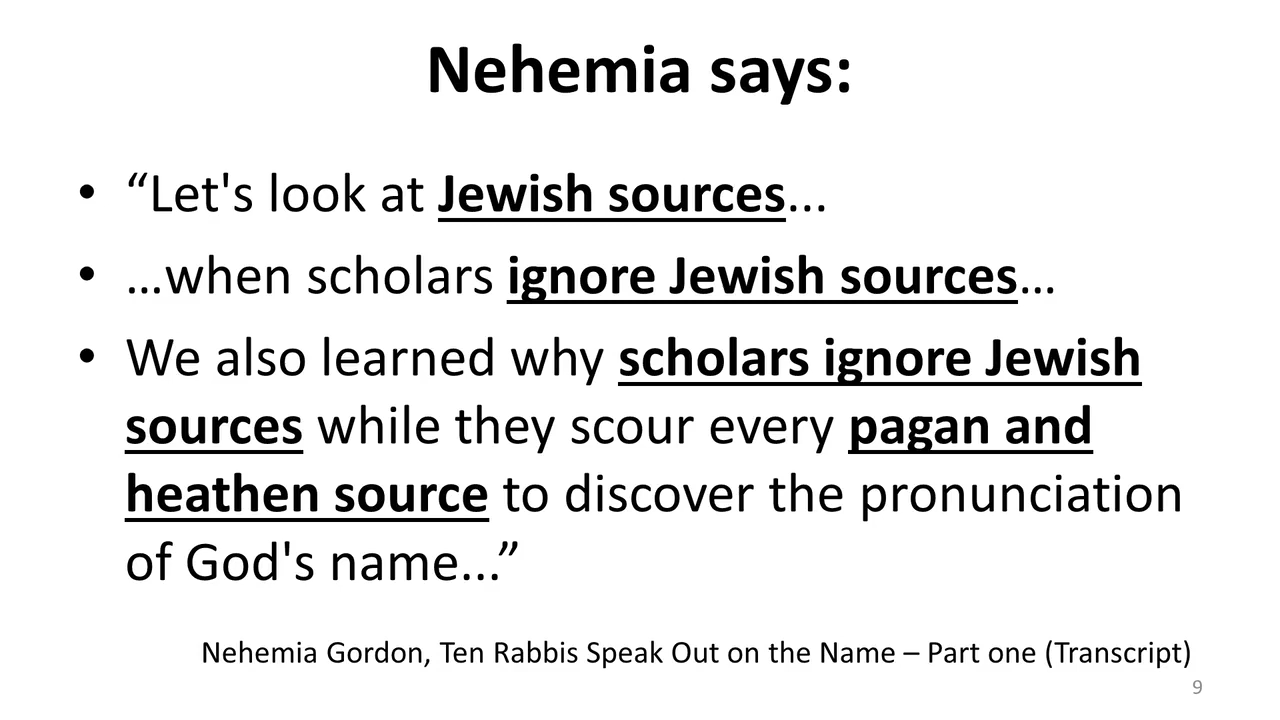 Nehemia says:
• “Let's look at Jewish sources...
• …when scholars ignore Jewish sources…
• We also learned why scholars ignore Jewish
sources while they scour every pagan and
heathen source to discover the pronunciation
of God's name...”
Nehemia Gordon, Ten Rabbis Speak Out on the Name – Part one (Transcript)
9